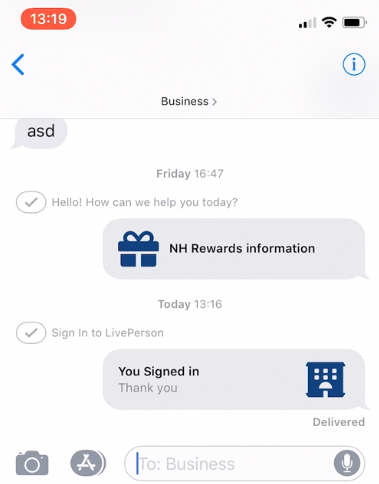 13:19
Business >
asd
Friday 16:47
Hello! How can we help you today?
NH Rewards information
Today 13:16
Sign In to LivePerson
You Signed in
Thank you
Delivered
To: Business